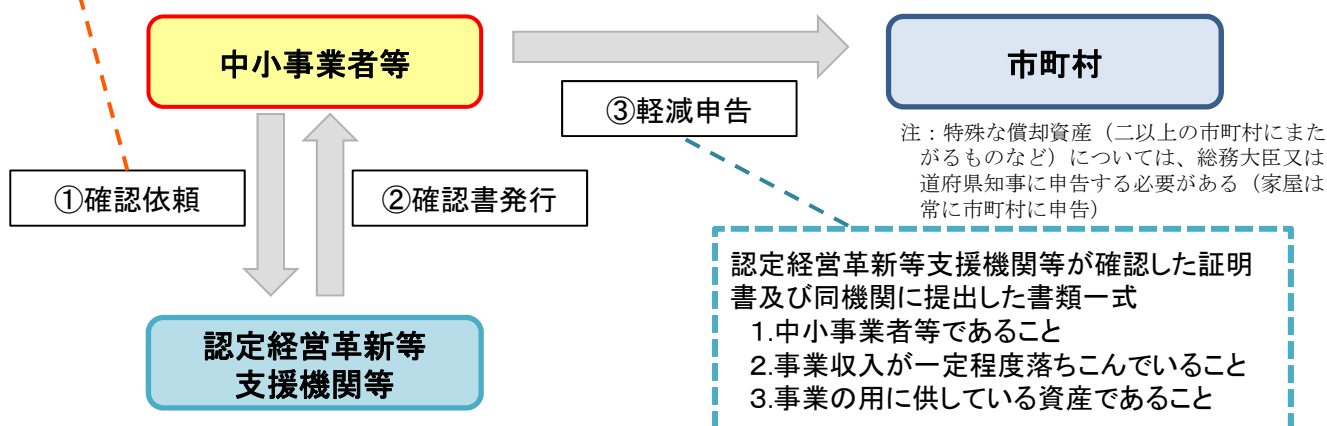 中小事業者等
市町村
③軽減申告
注：特殊な償却資産（二以上の市町村にまた
がるものなど）については、総務大臣又は
道府県知事に申告する必要がある（家屋は
常に市町村に申告）
①確認依頼
②確認書発行
認定経営革新等
支援機関等
認定経営革新等支援機関等が確認した証明
書及び同機関に提出した書類一式
1.中小事業者等であること
2.事業収入が一定程度落ちこんでいること
3.事業の用に供している資産であること